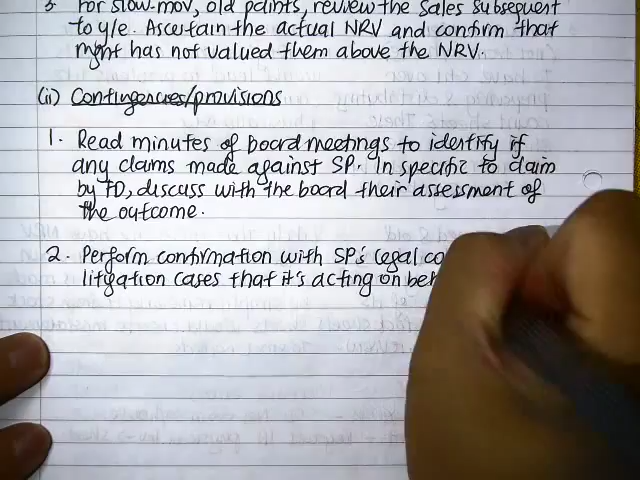 3. For slow-mov, old paints, review the sales subsequent
to y/e. Ascertain the actual NRV and confirm that
mgmt has not valued them above the NRV.
(ii) Contingencies/provisions
1. Read minutes of board meetings to identify if
any claims made against SP. In specific to claim
by TD, discuss with the board their assessment of
the outcome.
2. Perform confirmation with SP's legal co
litigation cases that it's acting on beh